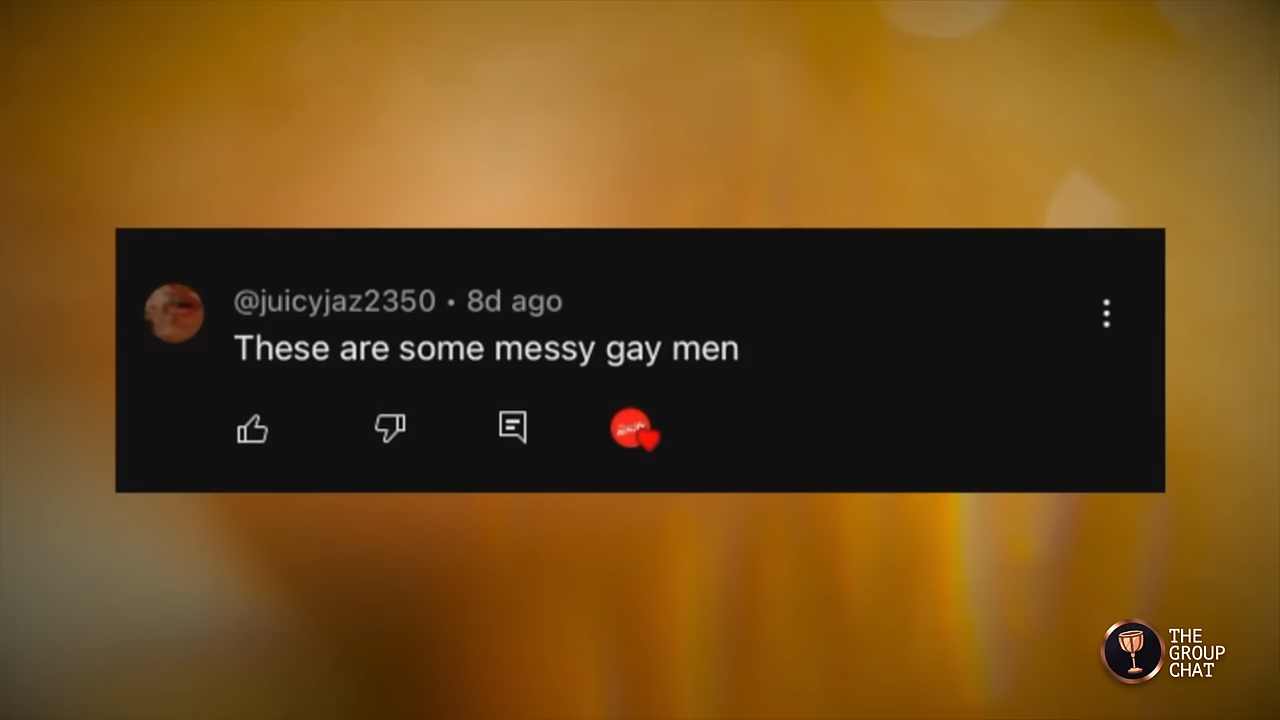 @juicyjaz2350 • 8d ago
These are some messy gay men
THE
GROUP
CHAT